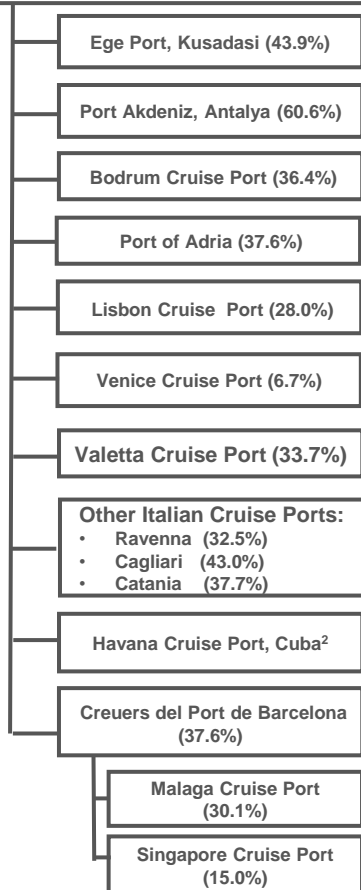 Ege Port, Kusadasi (43.9%)
Port Akdeniz, Antalya (60.6%)
Bodrum Cruise Port (36.4%)
Port of Adria (37.6%)
Lisbon Cruise Port (28.0%)
Venice Cruise Port (6.7%)
Valetta Cruise Port (33.7%)
Other Italian Cruise Ports:
• Ravenna (32.5%)
• Cagliari (43.0%)
• Catania (37.7%)
Havana Cruise Port, Cuba²
Creuers del Port de Barcelona
(37.6%)
Malaga Cruise Port
(30.1%)
Singapore Cruise Port
(15.0%)